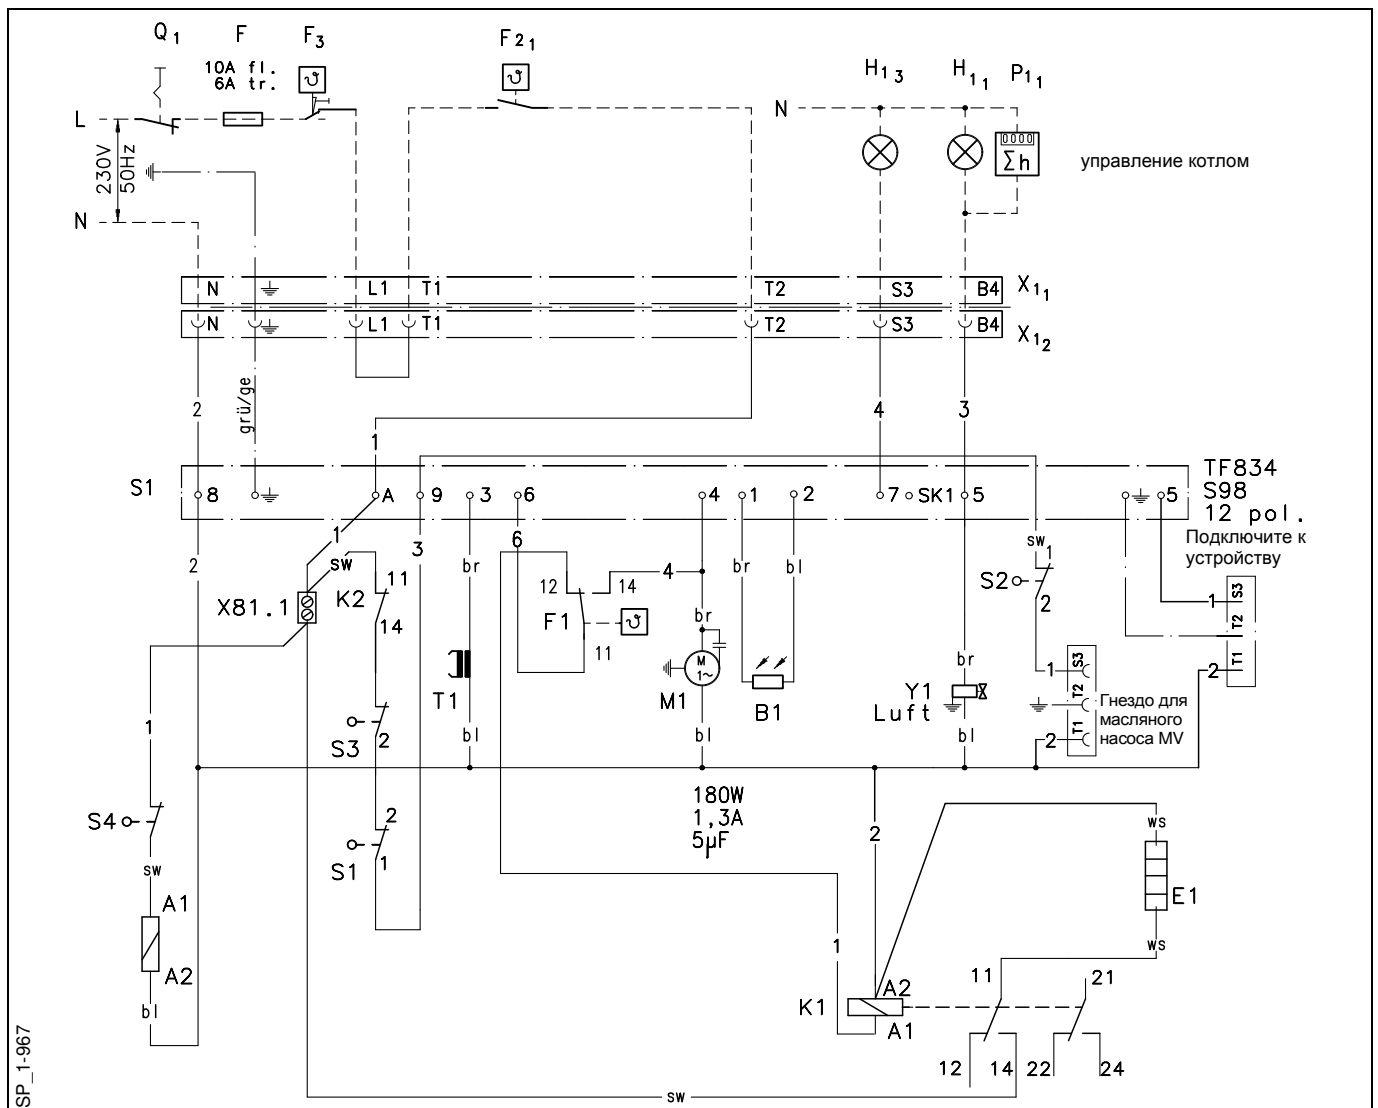 Q1 F F3 F21 H13 H11 P11
10A fl.
6A tr.
ϑ ϑ
L N
0000
Σh
управление котлом
230V
50Hz
N
N L1 T1 T2 S3 B4 X11
N L1 T1 T2 S3 B4 X12
2 grü/ge 4 3
1
TF834
S98
12 pol.
S1 8 A 9 3 6 4 1 2 7 SK1 5 5
Подключите к
устройству
1 3 6 sw 1
2 sw br br bl
11 12 14 4 S2
X81.1 K2 F1 ϑ 2 1 S3
14 br T2
11 2 T1
M
1~
br 1 S3
T1 M1 B1 Y1 T2
Luft
Гнездо для
масляного
насоса MV
1 S3 2 bl bl bl 2 T1
180W
1,3A
5µF
S4 2 2 ws
S1 1
sw E1
A1 1 ws
A2 11 21
bl K1 A2
A1
12 14 22 24
sw
SP_1-967